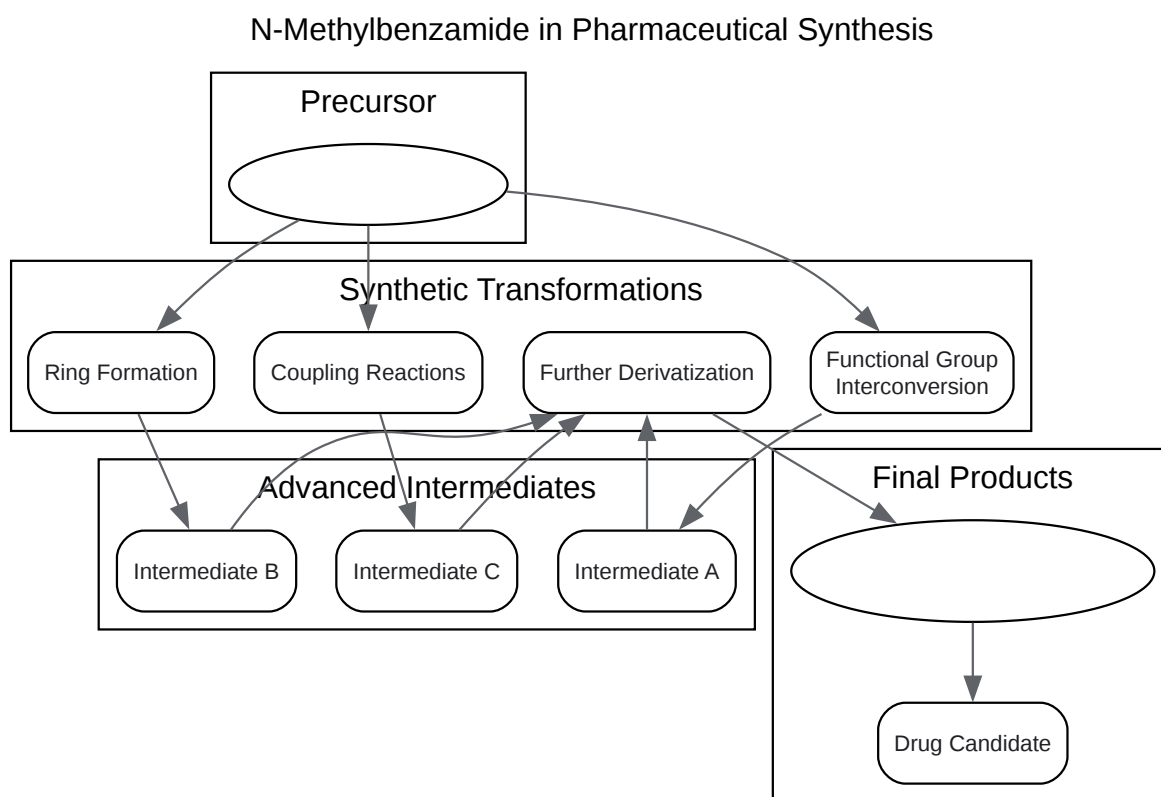 N-Methylbenzamide in Pharmaceutical Synthesis
Precursor
Synthetic Transformations
Ring Formation
Coupling Reactions
Further Derivatization
Functional Group
Interconversion
Advanced Intermediates
Final Products
Intermediate B
Intermediate C
Intermediate A
Drug Candidate